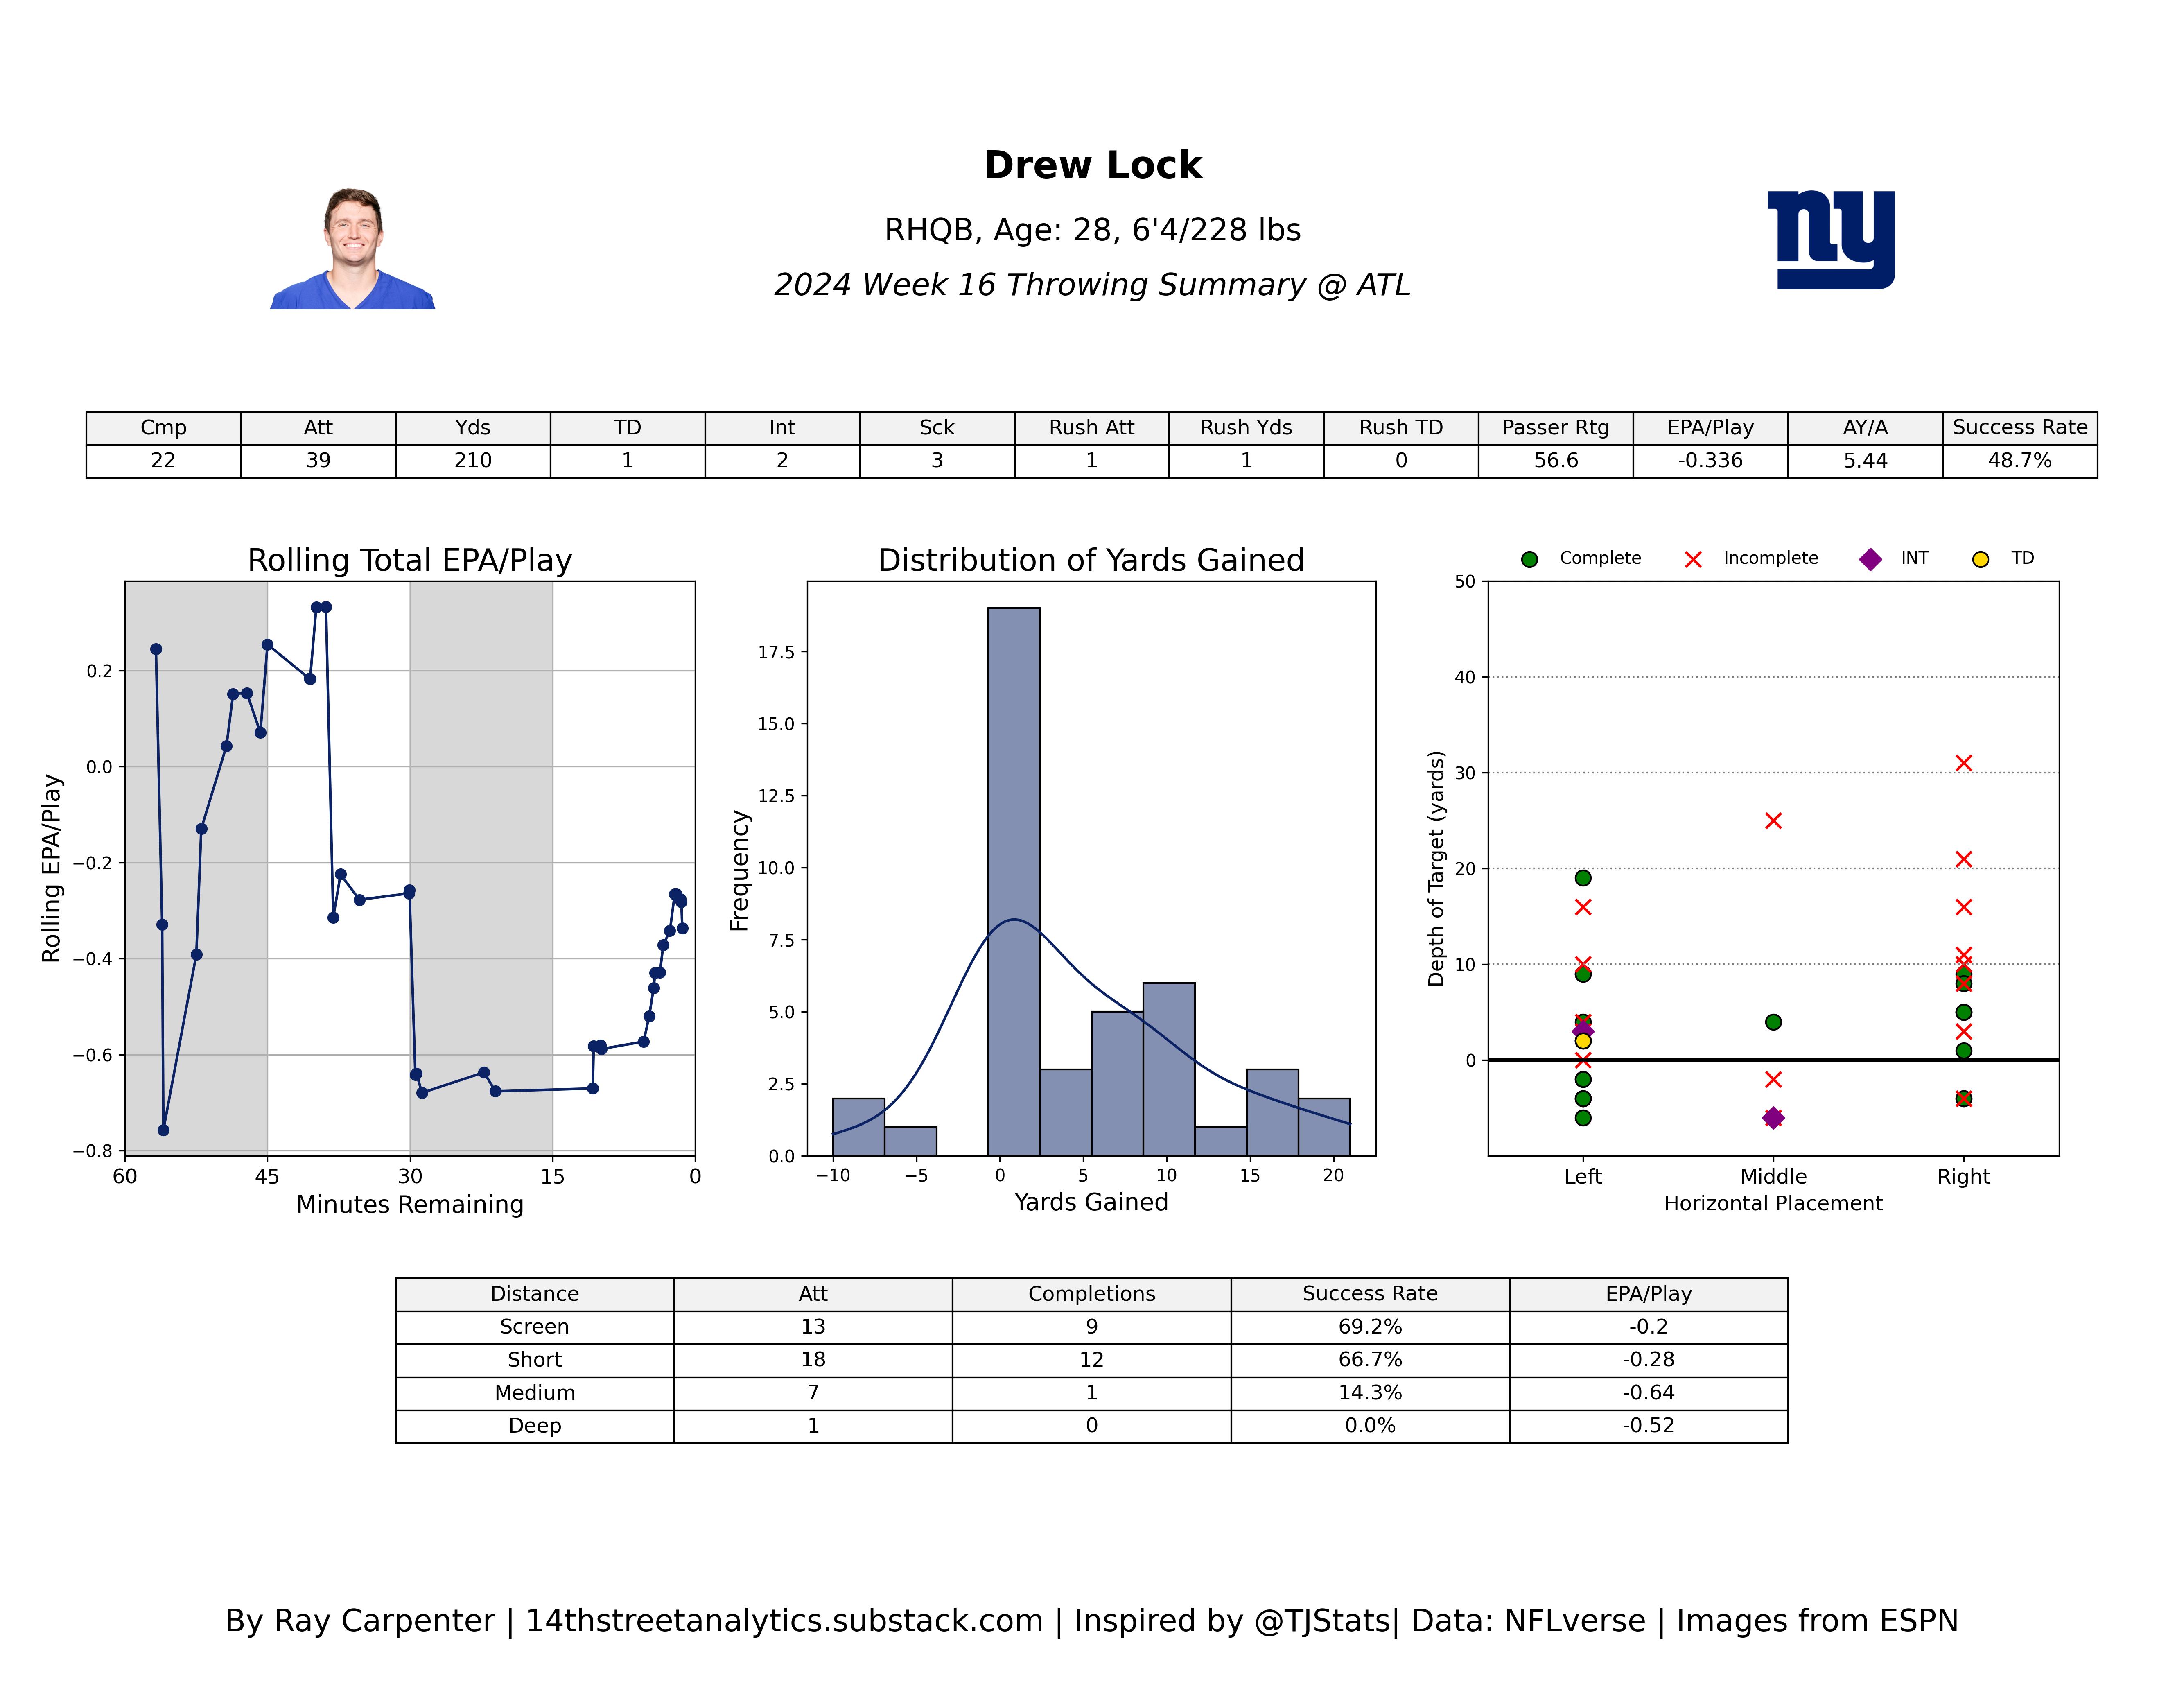 Drew Lock
RHQB, Age: 28, 6'4/228 lbs
2024 Week 16 Throwing Summary @ ATL
ny
Cmp Att Yds TD Int Sck Rush Att Rush Yds Rush TD Passer Rtg EPA/Play AY/A Success Rate
22 39 210 1 2 3 1 1 0 56.6 -0.336 5.44 48.7%
Rolling Total EPA/Play
Rolling EPA/Play
0.2
0.0
−0.2
−0.4
−0.6
−0.8
60 45 30 15 0
Minutes Remaining
Distribution of Yards Gained
Frequency
17.5
15.0
12.5
10.0
7.5
5.0
2.5
0.0
−10 −5 0 5 10 15 20
Yards Gained
Complete Incomplete INT TD
Depth of Target (yards)
50
40
30
20
10
0
Left Middle Right
Horizontal Placement
Distance Att Completions Success Rate EPA/Play
Screen 13 9 69.2% -0.2
Short 18 12 66.7% -0.28
Medium 7 1 14.3% -0.64
Deep 1 0 0.0% -0.52
By Ray Carpenter | 14thstreetanalytics.substack.com | Inspired by @TJStats| Data: NFLverse | Images from ESPN